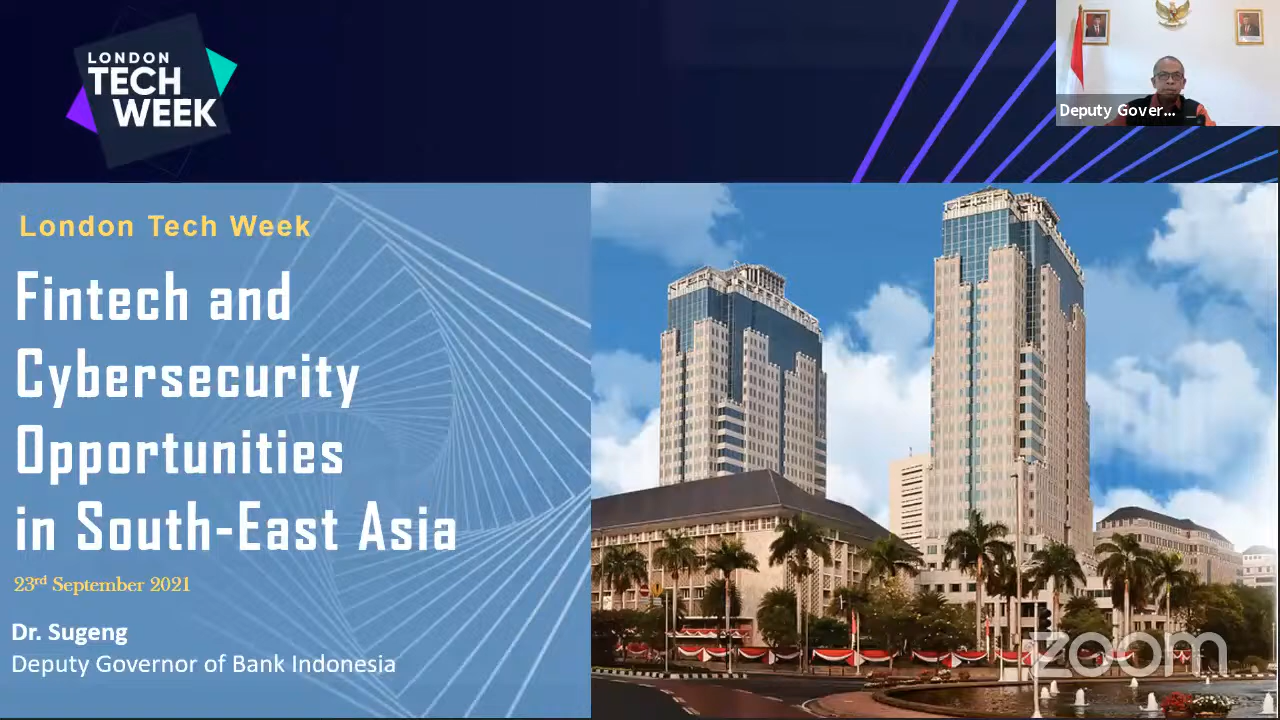 LONDON
TECH
WEEK
Deputy Gover...
London Tech Week
Fintech and
Cybersecurity
Opportunities
in South-East Asia
23rd September 2021
Dr. Sugeng
Deputy Governor of Bank Indonesia
zoom